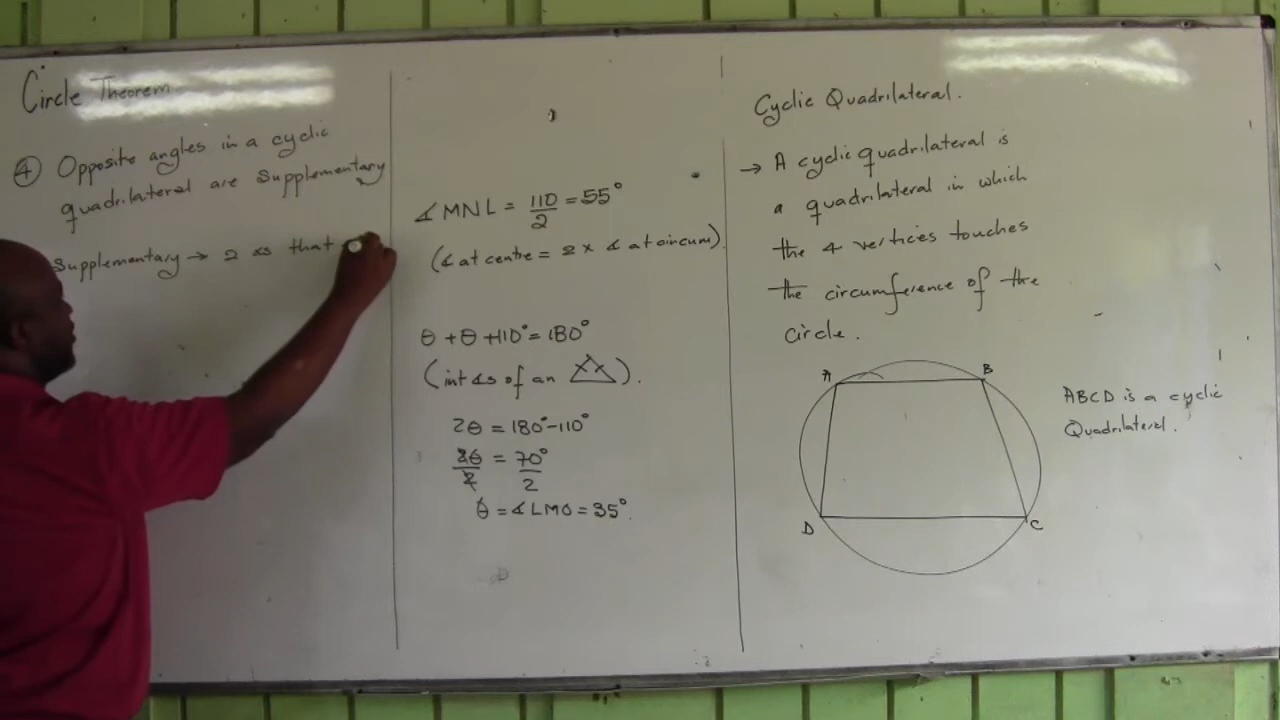 Circle Theorem
④ Opposite angles in a cyclic
quadrilateral are Supplementary
Supplementary → 2 ∡s that
∡MNL = 110/2 = 55°
(∡ at centre = 2 × ∡ at circum).
θ + θ + 110° = 180°
(int ∡s of an △).
2θ = 180° - 110°
2θ/2 = 70°/2
θ = ∡LMO = 35°.
Cyclic Quadrilateral.
→ A cyclic quadrilateral is
a quadrilateral in which
the 4 vertices touches
the circumference of the
Circle.
A B
ABCD is a cyclic
Quadrilateral.
D C